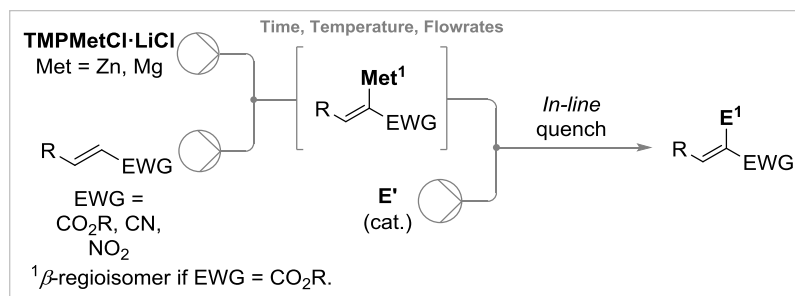 Time, Temperature, Flowrates
TMPMetCl·LiCl
Met = Zn, Mg
R
EWG
EWG =
CO₂R, CN,
NO₂
Met¹
R
EWG
E'
(cat.)
In-line
quench
E¹
R
EWG
¹β-regioisomer if EWG = CO₂R.